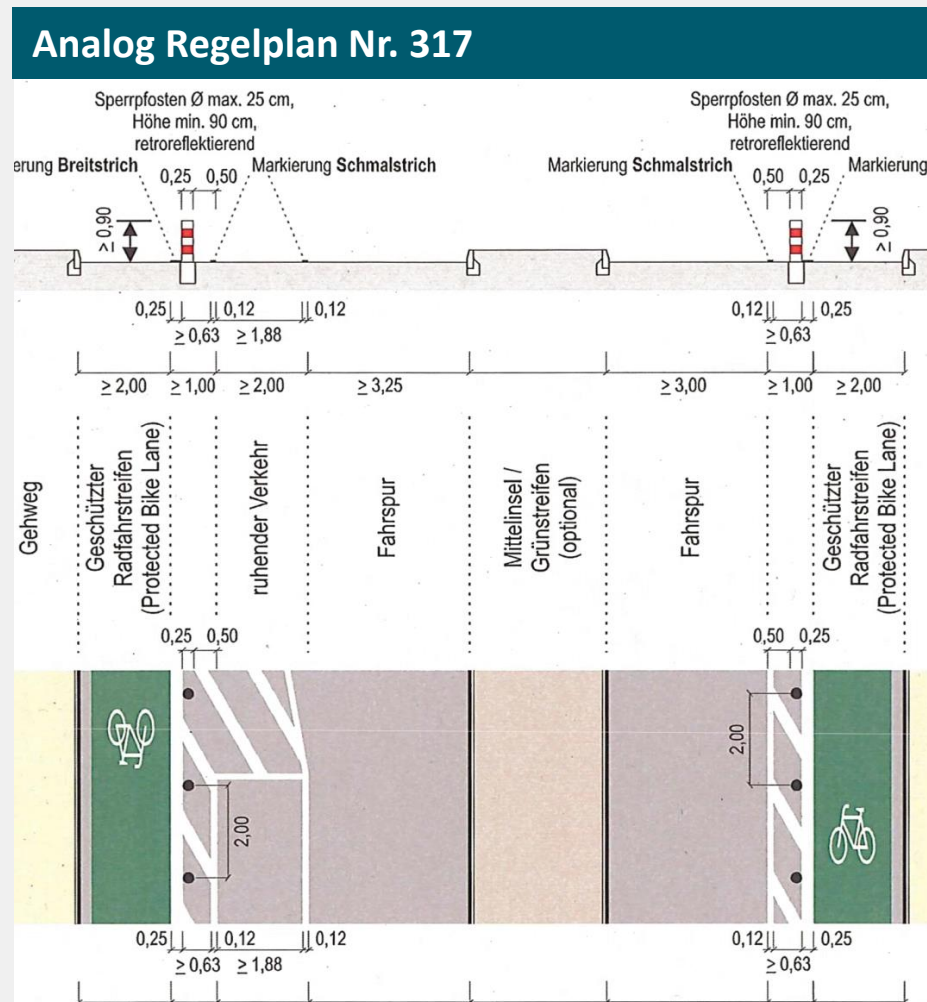 Analog Regelplan Nr. 317
Sperrpfosten Ø max. 25 cm,
Höhe min. 90 cm,
retroreflektierend
Sperrpfosten Ø max. 25 cm,
Höhe min. 90 cm,
retroreflektierend
erung Breitstrich
Markierung Schmalstrich
Markierung Schmalstrich
Markierung
0,25 0,50
0,50 0,25
≥ 0,90
≥ 0,90
0,25 0,12 0,12
≥ 0,63 ≥ 1,88
0,12 0,25
≥ 0,63
≥ 2,00 ≥ 1,00 ≥ 2,00 ≥ 3,25 ≥ 3,00 ≥ 1,00 ≥ 2,00
Gehweg
Geschützter
Radfahrstreifen
(Protected Bike Lane)
ruhender Verkehr
Fahrspur
Mittelinsel /
Grünstreifen
(optional)
Fahrspur
Geschützter
Radfahrstreifen
(Protected Bike Lane)
0,25 0,50
0,50 0,25
2,00
2,00
0,25 0,12 0,12
≥ 0,63 ≥ 1,88
0,12 0,25
≥ 0,63